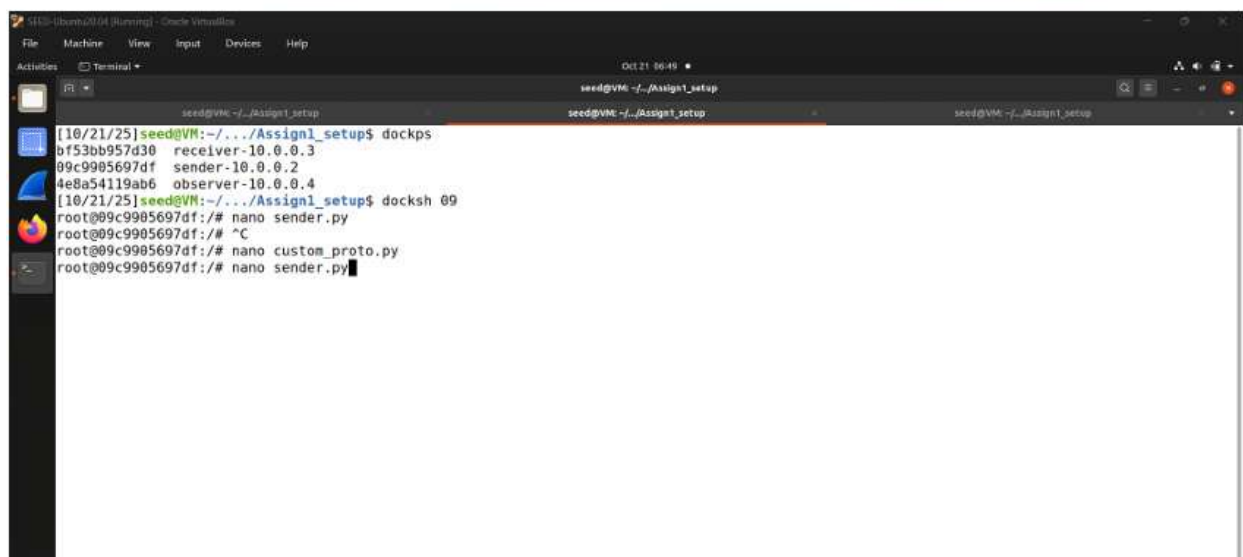 SEED-Ubuntu20.04 [Running] - Oracle VirtualBox
File Machine View Input Devices Help
Activities Terminal Oct 21 06:49
seed@VM: ~/.../Assign1_setup
seed@VM: ~/.../Assign1_setup seed@VM: ~/.../Assign1_setup seed@VM: ~/.../Assign1_setup
[10/21/25]seed@VM:~/.../Assign1_setup$ dockps
bf53bb957d30 receiver-10.0.0.3
09c9905697df sender-10.0.0.2
4e8a54119ab6 observer-10.0.0.4
[10/21/25]seed@VM:~/.../Assign1_setup$ docksh 09
root@09c9905697df:/# nano sender.py
root@09c9905697df:/# ^C
root@09c9905697df:/# nano custom_proto.py
root@09c9905697df:/# nano sender.py